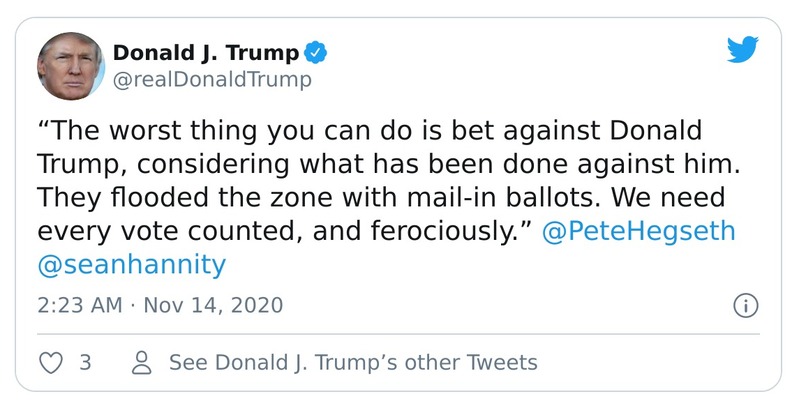 Donald J. Trump
@realDonaldTrump
“The worst thing you can do is bet against Donald
Trump, considering what has been done against him.
They flooded the zone with mail-in ballots. We need
every vote counted, and ferociously.” @PeteHegseth
@seanhannity
2:23 AM · Nov 14, 2020
3 See Donald J. Trump’s other Tweets